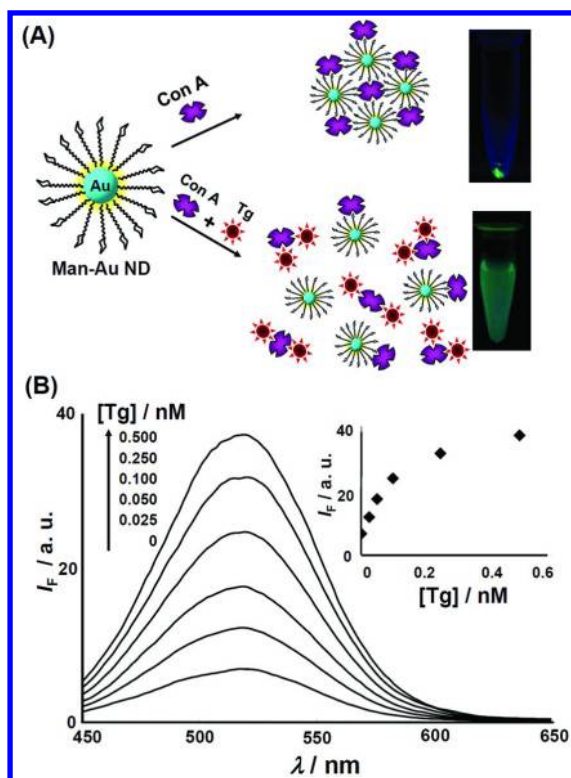 (A)
Con A
Au
Con A
+
Tg
Man-Au ND
(B)
40
[Tg] / nM
0.500
0.250
0.100
0.050
0.025
0
I_F / a. u.
20
0
450
500
550
600
650
λ / nm
40
I_F / a. u.
20
0
0
0.2
0.4
0.6
[Tg] / nM